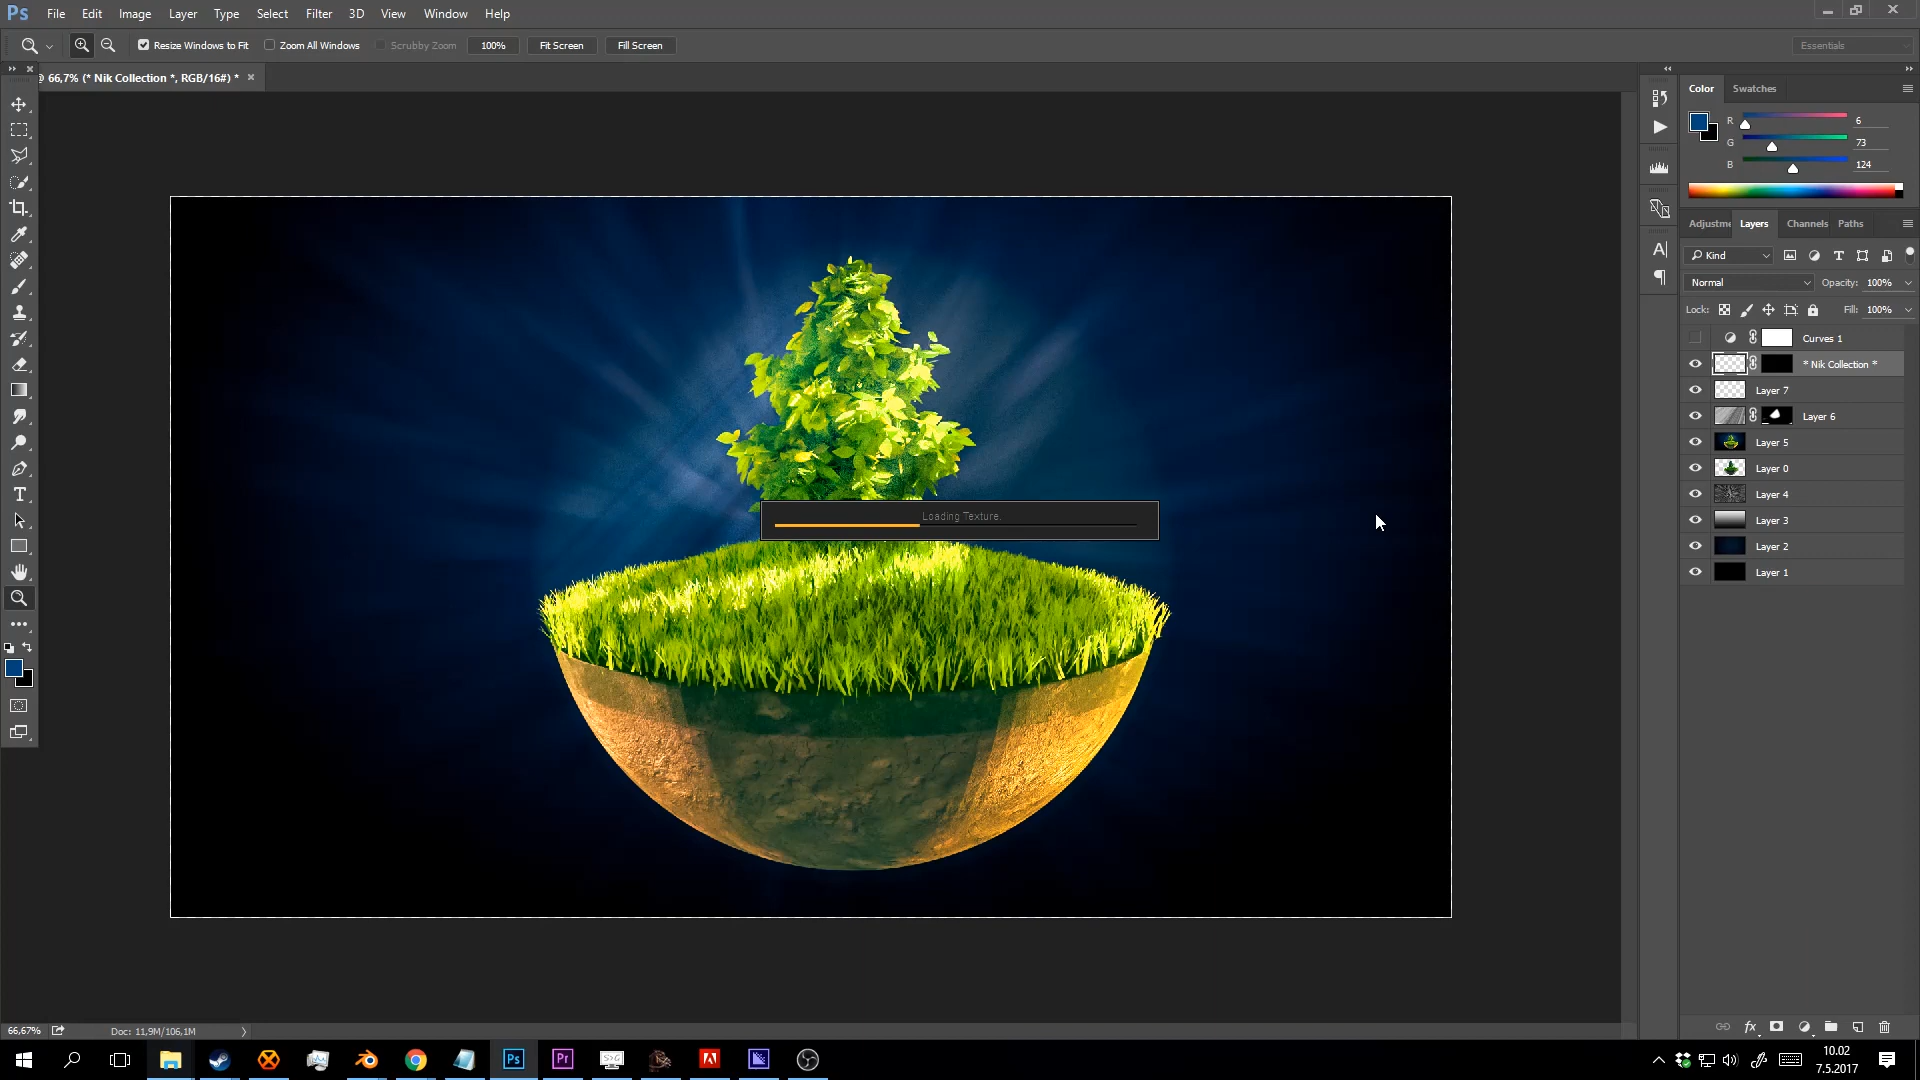 Ps File Edit Image Layer Type Select Filter 3D View Window Help
Resize Windows to Fit Zoom All Windows Scrubby Zoom 100% Fit Screen Fill Screen Essentials
@ 66,7% (* Nik Collection *, RGB/16#) * ×
Color Swatches
R 6
G 73
B 124
Adjustme Layers Channels Paths
Kind
Normal Opacity: 100%
Lock: Fill: 100%
Curves 1
* Nik Collection *
Layer 7
Layer 6
Layer 5
Layer 0
Layer 4
Layer 3
Layer 2
Layer 1
Loading Texture.
66,67% Doc: 11,9M/106,1M
Ps Pr
10.02
7.5.2017